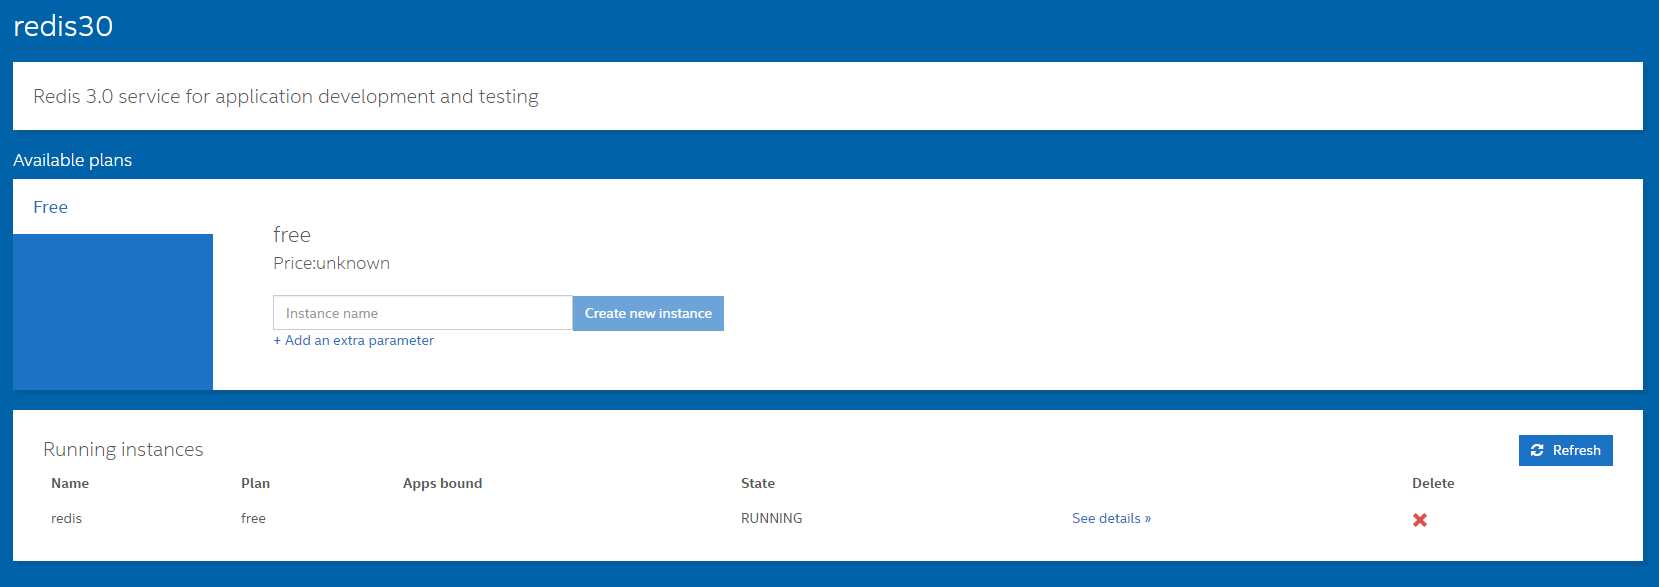 redis30
Redis 3.0 service for application development and testing
Available plans
Free
free
Price:unknown
Instance name Create new instance
+ Add an extra parameter
Running instances Refresh
Name Plan Apps bound State Delete
redis free RUNNING See details »